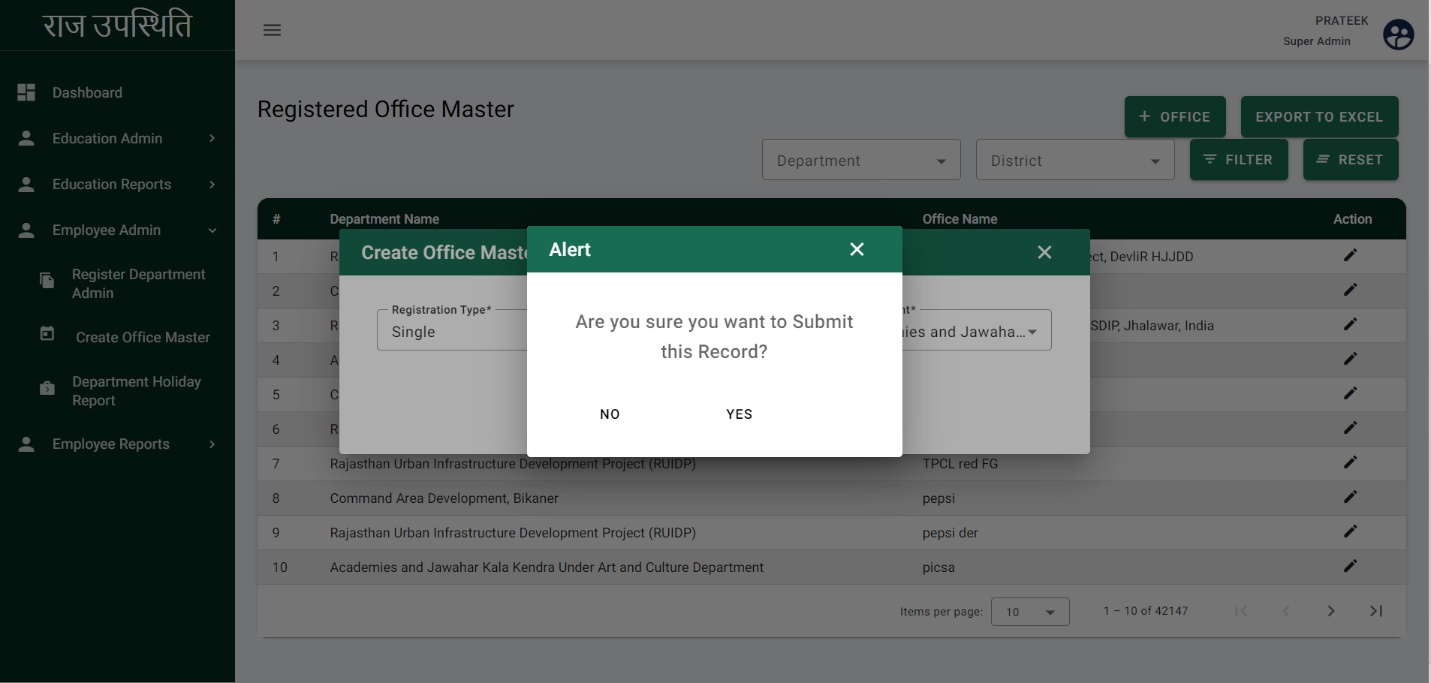 राज उपस्थिति
PRATEEK
Super Admin
Dashboard
Education Admin
Education Reports
Employee Admin
Register Department
Admin
Create Office Master
Department Holiday
Report
Employee Reports
Registered Office Master
+ OFFICE
EXPORT TO EXCEL
Department
District
FILTER
RESET
# Department Name Office Name Action
1 ect, DevliR HJJDD
2
3 SDIP, Jhalawar, India
4
5
6
7 Rajasthan Urban Infrastructure Development Project (RUIDP) TPCL red FG
8 Command Area Development, Bikaner pepsi
9 Rajasthan Urban Infrastructure Development Project (RUIDP) pepsi der
10 Academies and Jawahar Kala Kendra Under Art and Culture Department picsa
Items per page: 10 1 – 10 of 42147
Create Office Maste
Registration Type*
Single
nt*
ies and Jawaha...
Alert
Are you sure you want to Submit
this Record?
NO YES